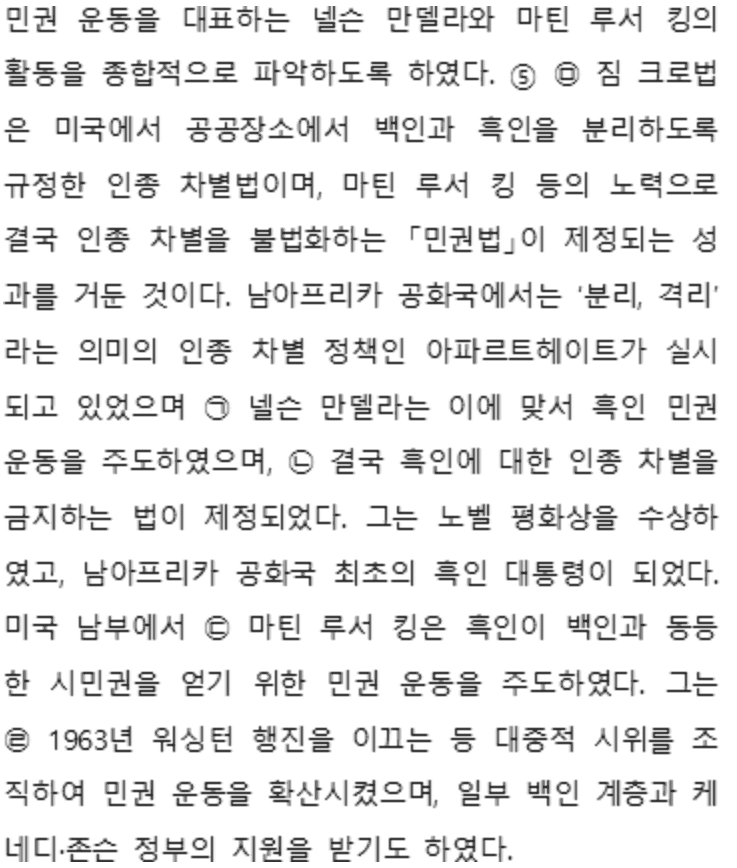 민권 운동을 대표하는 넬슨 만델라와 마틴 루서 킹의
활동을 종합적으로 파악하도록 하였다. ⑤ ㉤ 짐 크로법
은 미국에서 공공장소에서 백인과 흑인을 분리하도록
규정한 인종 차별법이며, 마틴 루서 킹 등의 노력으로
결국 인종 차별을 불법화하는 「민권법」이 제정되는 성
과를 거둔 것이다. 남아프리카 공화국에서는 ‘분리, 격리’
라는 의미의 인종 차별 정책인 아파르트헤이트가 실시
되고 있었으며 ㉠ 넬슨 만델라는 이에 맞서 흑인 민권
운동을 주도하였으며, ㉡ 결국 흑인에 대한 인종 차별을
금지하는 법이 제정되었다. 그는 노벨 평화상을 수상하
였고, 남아프리카 공화국 최초의 흑인 대통령이 되었다.
미국 남부에서 ㉢ 마틴 루서 킹은 흑인이 백인과 동등
한 시민권을 얻기 위한 민권 운동을 주도하였다. 그는
㉣ 1963년 워싱턴 행진을 이끄는 등 대중적 시위를 조
직하여 민권 운동을 확산시켰으며, 일부 백인 계층과 케
네디·존슨 정부의 지원을 받기도 하였다.